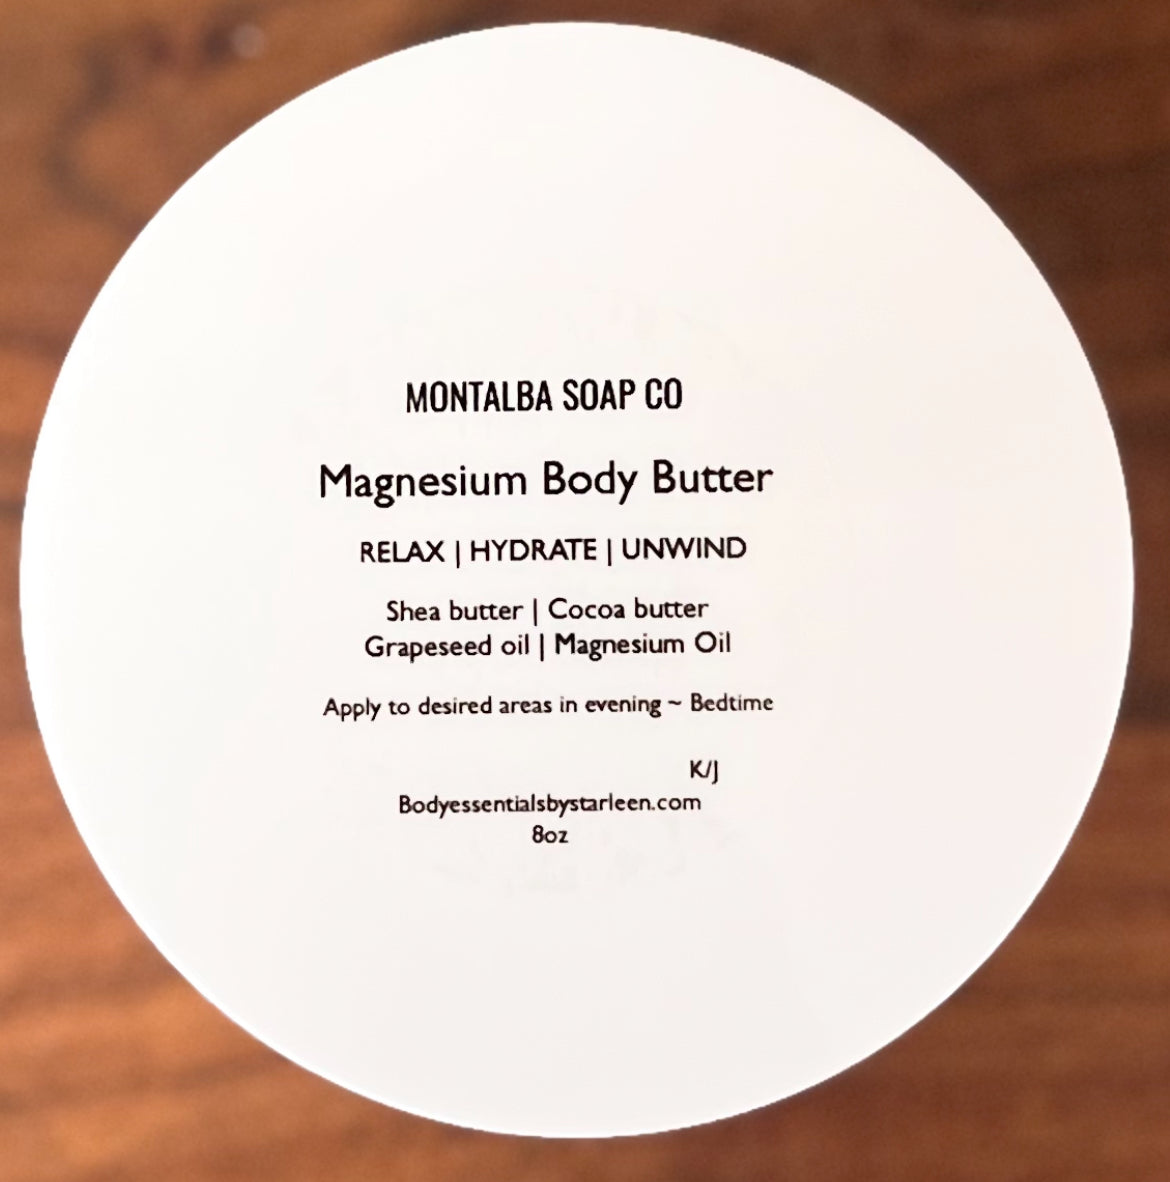 MONTALBA SOAP CO
Magnesium Body Butter
RELAX | HYDRATE | UNWIND
Shea butter | Cocoa butter
Grapeseed oil | Magnesium Oil
Apply to desired areas in evening ~ Bedtime
K/J
Bodyessentialsbystarleen.com
8oz